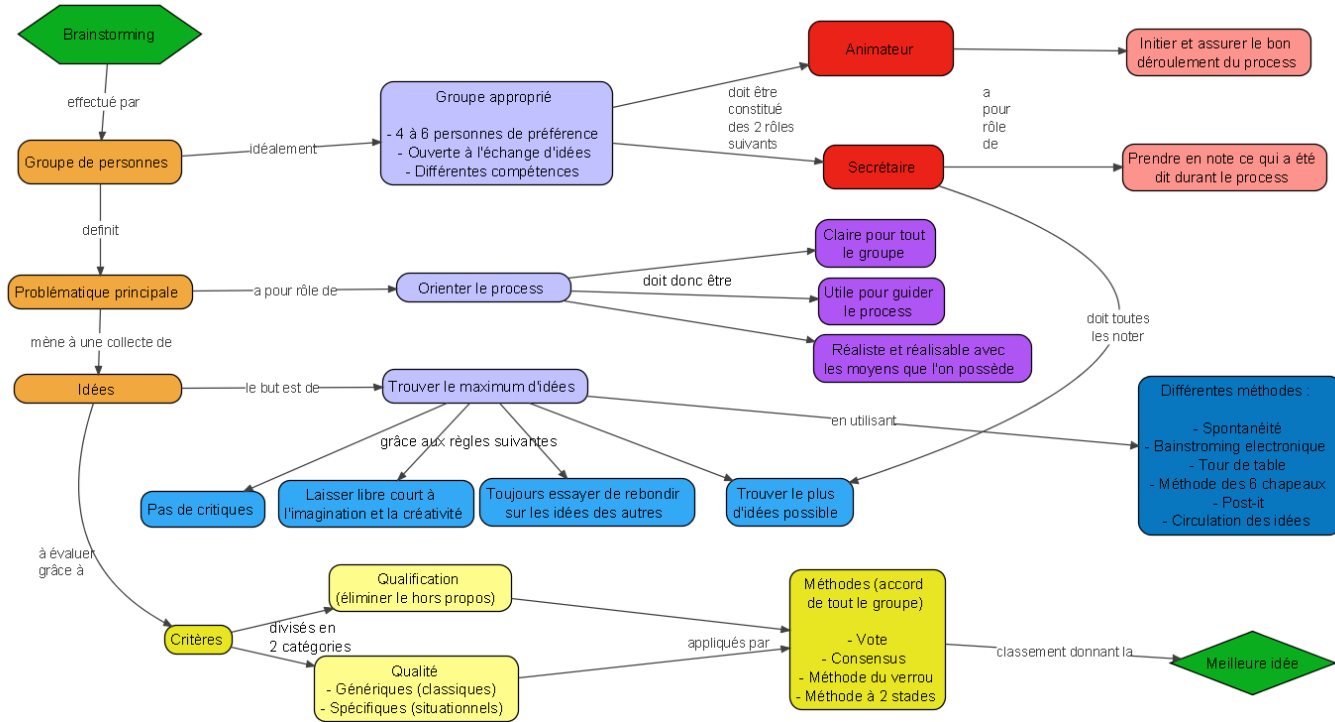 Brainstorming
effectué par
Groupe de personnes
idéalement
Groupe approprié
- 4 à 6 personnes de préférence
- Ouverte à l'échange d'idées
- Différentes compétences
doit être
constitué
des 2 rôles
suivants
Animateur
Secrétaire
a
pour
rôle
de
Initier et assurer le bon
déroulement du process
Prendre en note ce qui a été
dit durant le process
definit
Problématique principale
a pour rôle de
Orienter le process
doit donc être
Claire pour tout
le groupe
Utile pour guider
le process
Réaliste et réalisable avec
les moyens que l'on possède
doit toutes
les noter
mène à une collecte de
Idées
le but est de
Trouver le maximum d'idées
en utilisant
Différentes méthodes :
- Spontanéité
- Bainstroming electronique
- Tour de table
- Méthode des 6 chapeaux
- Post-it
- Circulation des idées
grâce aux règles suivantes
Pas de critiques
Laisser libre court à
l'imagination et la créativité
Toujours essayer de rebondir
sur les idées des autres
Trouver le plus
d'idées possible
à évaluer
grâce à
Critères
divisés en
2 catégories
Qualification
(éliminer le hors propos)
Qualité
- Génériques (classiques)
- Spécifiques (situationnels)
appliqués par
Méthodes (accord
de tout le groupe)
- Vote
- Consensus
- Méthode du verrou
- Méthode à 2 stades
classement donnant la
Meilleure idée